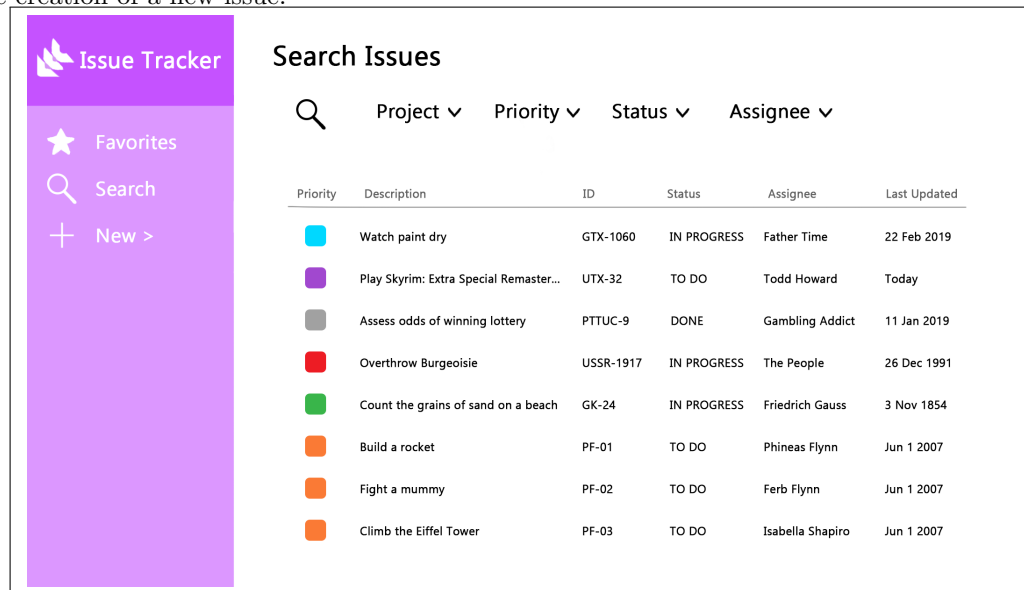 e creation of a new issue.
Issue Tracker
Favorites
Search
New >
Search Issues
Project Priority Status Assignee
Priority Description ID Status Assignee Last Updated
Watch paint dry GTX-1060 IN PROGRESS Father Time 22 Feb 2019
Play Skyrim: Extra Special Remaster... UTX-32 TO DO Todd Howard Today
Assess odds of winning lottery PTTUC-9 DONE Gambling Addict 11 Jan 2019
Overthrow Burgeoisie USSR-1917 IN PROGRESS The People 26 Dec 1991
Count the grains of sand on a beach GK-24 IN PROGRESS Friedrich Gauss 3 Nov 1854
Build a rocket PF-01 TO DO Phineas Flynn Jun 1 2007
Fight a mummy PF-02 TO DO Ferb Flynn Jun 1 2007
Climb the Eiffel Tower PF-03 TO DO Isabella Shapiro Jun 1 2007